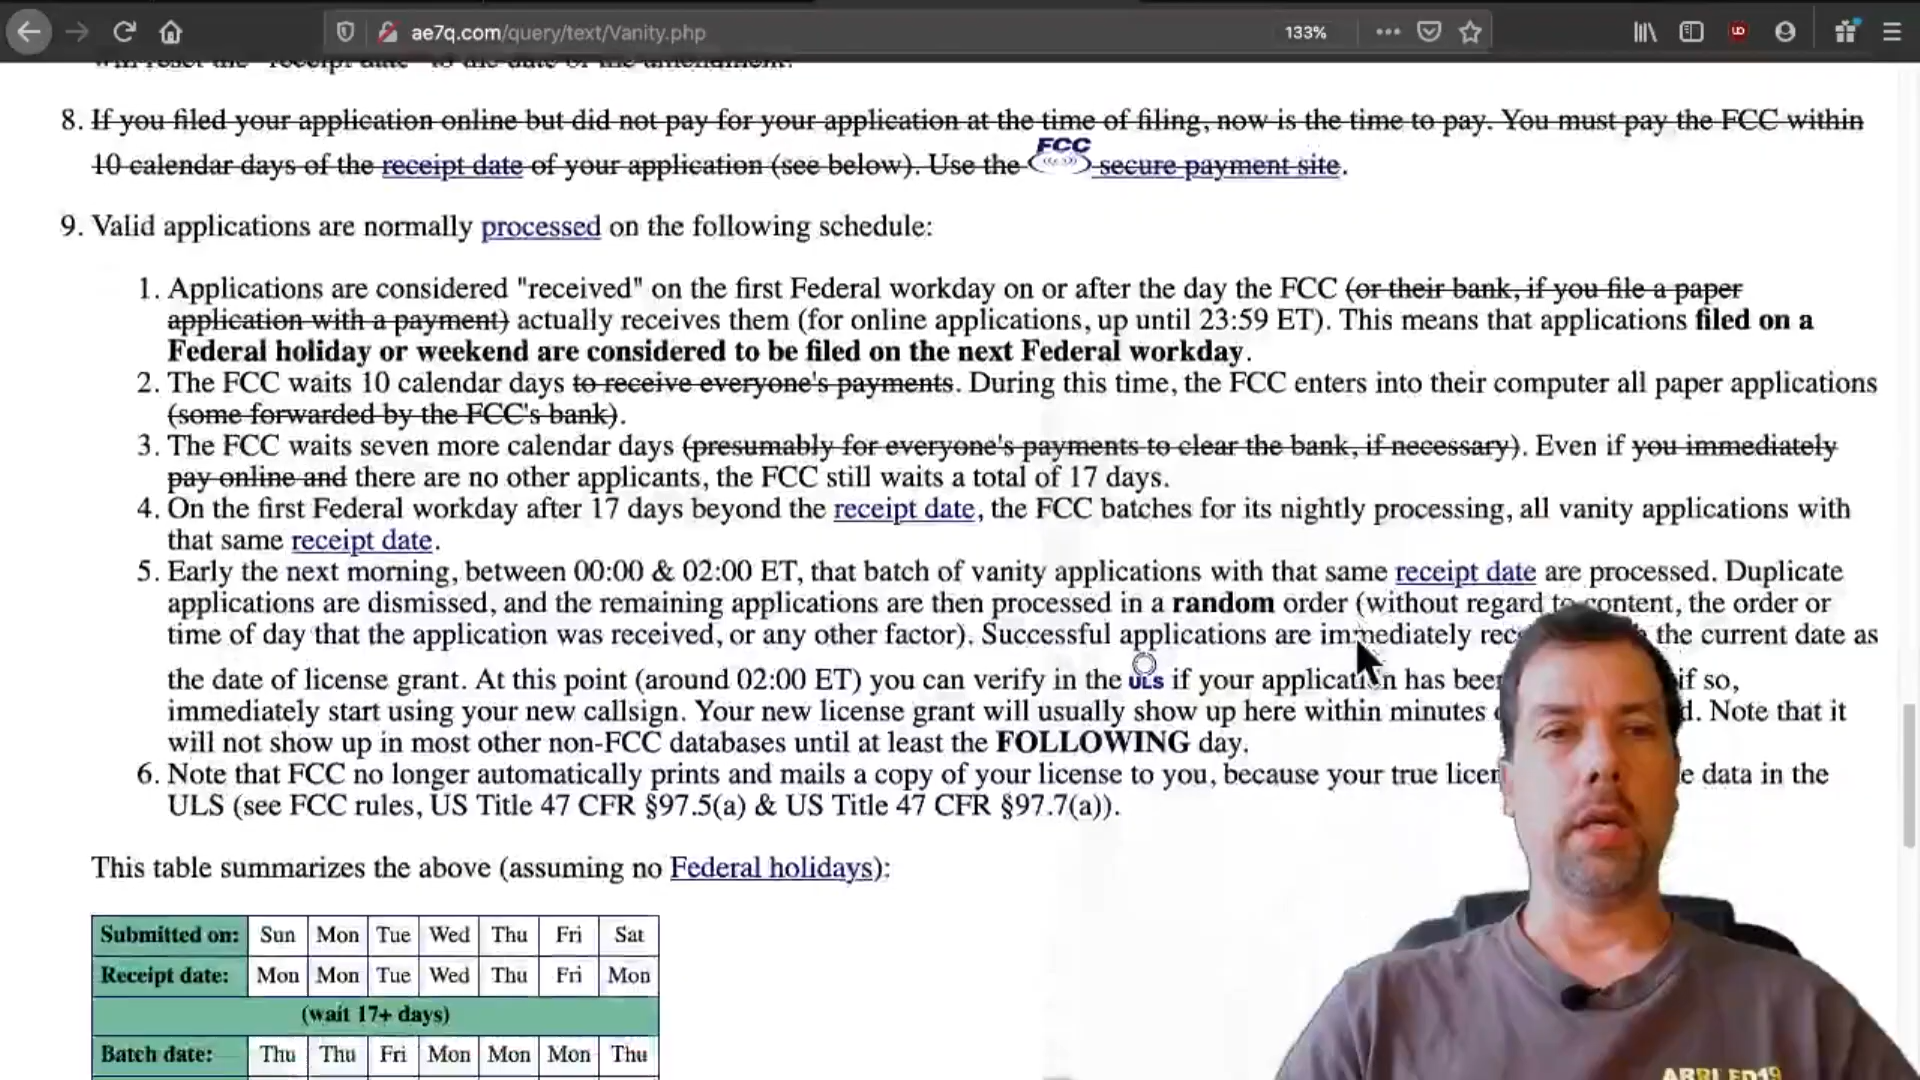 ae7q.com/query/text/Vanity.php
133%
will reset the "receipt date" to the date of the amendment.
8. If you filed your application online but did not pay for your application at the time of filing, now is the time to pay. You must pay the FCC within
10 calendar days of the receipt date of your application (see below). Use the FCC secure payment site.
9. Valid applications are normally processed on the following schedule:
1. Applications are considered "received" on the first Federal workday on or after the day the FCC (or their bank, if you file a paper
application with a payment) actually receives them (for online applications, up until 23:59 ET). This means that applications filed on a
Federal holiday or weekend are considered to be filed on the next Federal workday.
2. The FCC waits 10 calendar days to receive everyone's payments. During this time, the FCC enters into their computer all paper applications
(some forwarded by the FCC's bank).
3. The FCC waits seven more calendar days (presumably for everyone's payments to clear the bank, if necessary). Even if you immediately
pay online and there are no other applicants, the FCC still waits a total of 17 days.
4. On the first Federal workday after 17 days beyond the receipt date, the FCC batches for its nightly processing, all vanity applications with
that same receipt date.
5. Early the next morning, between 00:00 & 02:00 ET, that batch of vanity applications with that same receipt date are processed. Duplicate
applications are dismissed, and the remaining applications are then processed in a random order (without regard to content, the order or
time of day that the application was received, or any other factor). Successful applications are immediately the current date as
the date of license grant. At this point (around 02:00 ET) you can verify in the ULS if your application has been if so,
immediately start using your new callsign. Your new license grant will usually show up here within minutes Note that it
will not show up in most other non-FCC databases until at least the FOLLOWING day.
6. Note that FCC no longer automatically prints and mails a copy of your license to you, because your true data in the
ULS (see FCC rules, US Title 47 CFR §97.5(a) & US Title 47 CFR §97.7(a)).
This table summarizes the above (assuming no Federal holidays):
Submitted on: Sun Mon Tue Wed Thu Fri Sat
Receipt date: Mon Mon Tue Wed Thu Fri Mon
(wait 17+ days)
Batch date: Thu Thu Fri Mon Mon Mon Thu